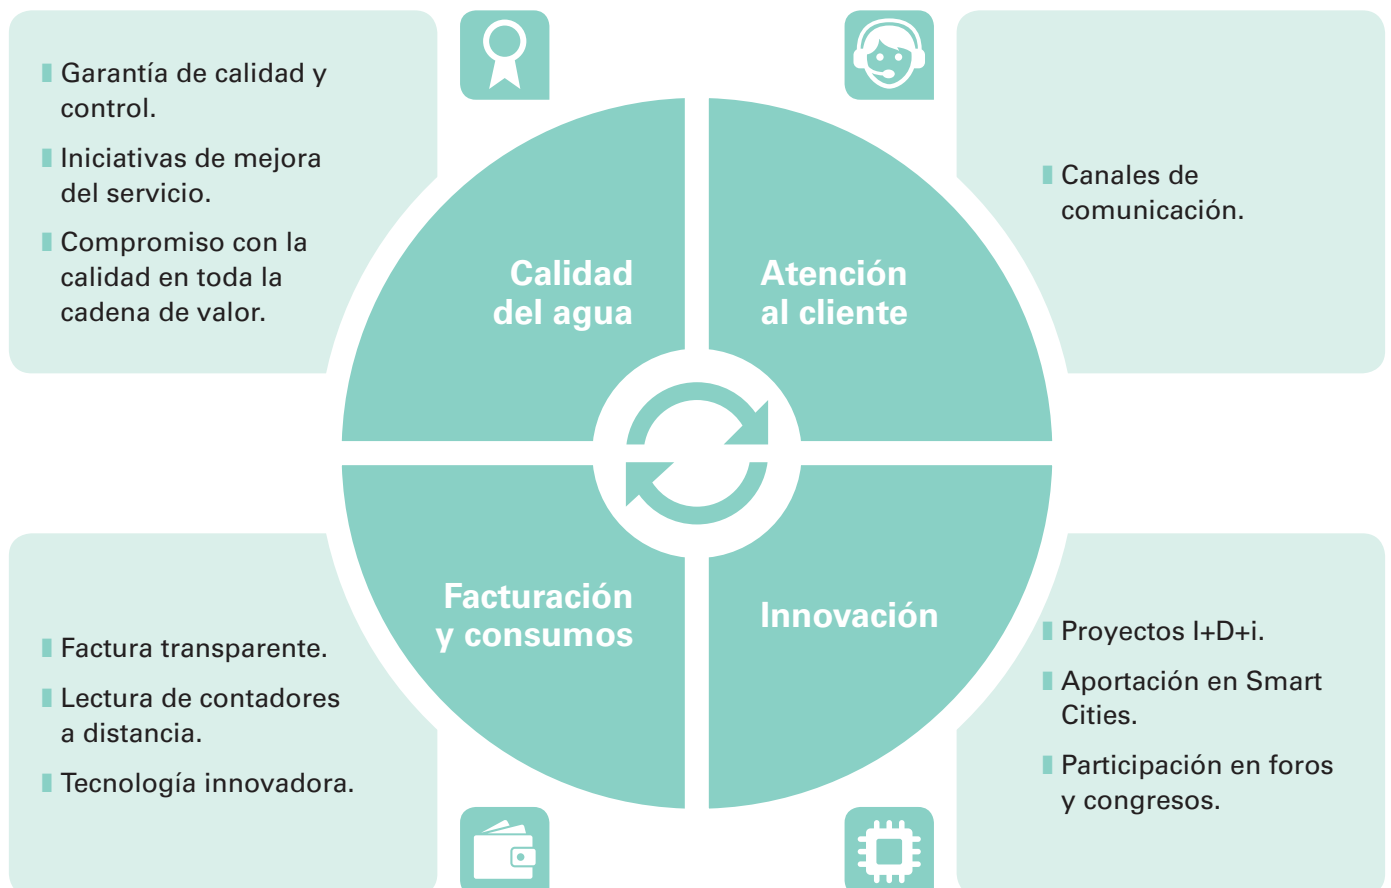 Garantía de calidad y
control.
Iniciativas de mejora
del servicio.
Compromiso con la
calidad en toda la
cadena de valor.
Calidad
del agua
Atención
al cliente
Canales de
comunicación.
Factura transparente.
Lectura de contadores
a distancia.
Tecnología innovadora.
Facturación
y consumos
Innovación
Proyectos I+D+i.
Aportación en Smart
Cities.
Participación en foros
y congresos.